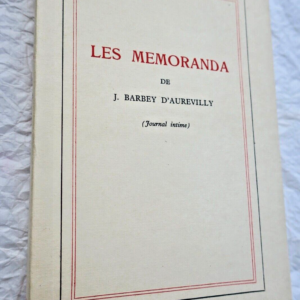 LES MEMORANDA
DE
J. BARBEY D'AUREVILLY
(Journal intime)